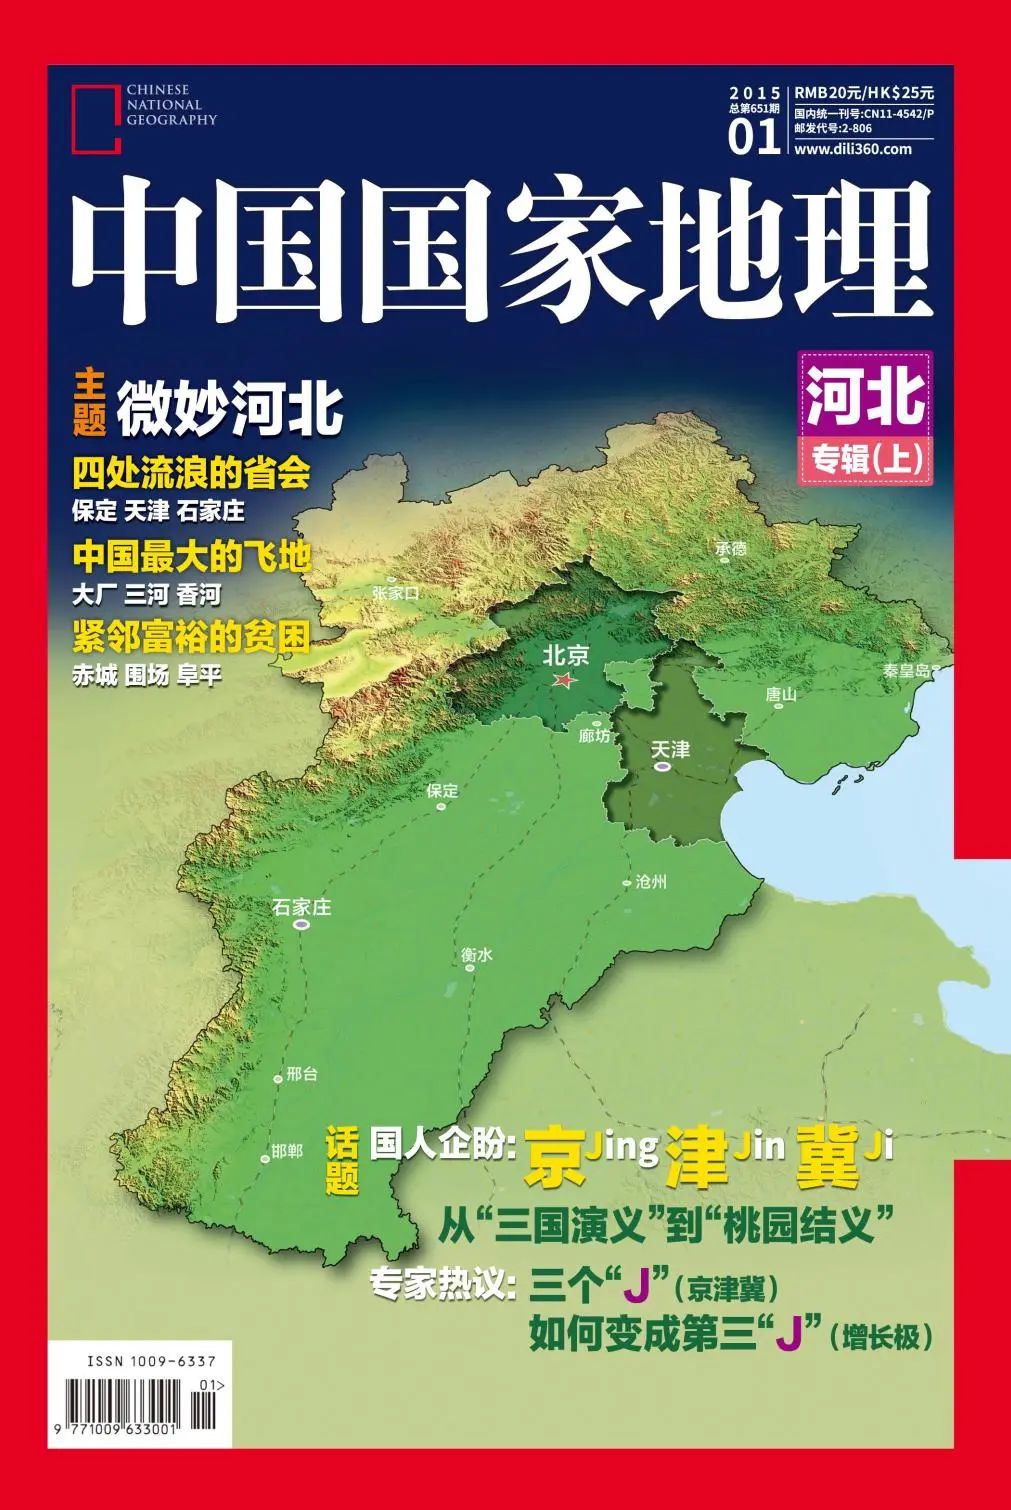 CHINESE
NATIONAL
GEOGRAPHY
2015
总第651期
01
RMB20元/HK$25元
国内统一刊号:CN11-4542/P
邮发代号:2-806
www.dili360.com
中国国家地理
主题
微妙河北
四处流浪的省会
保定 天津 石家庄
中国最大的飞地
大厂 三河 香河
紧邻富裕的贫困
赤城 围场 阜平
河北
专辑(上)
承德
张家口
北京
秦皇岛
唐山
廊坊
天津
保定
沧州
石家庄
衡水
邢台
邯郸
话题
国人企盼:京Jing 津Jin 冀Ji
从“三国演义”到“桃园结义”
专家热议:三个“J”(京津冀)
如何变成第三“J”(增长极)
ISSN 1009-6337
01>
9 771009 633001